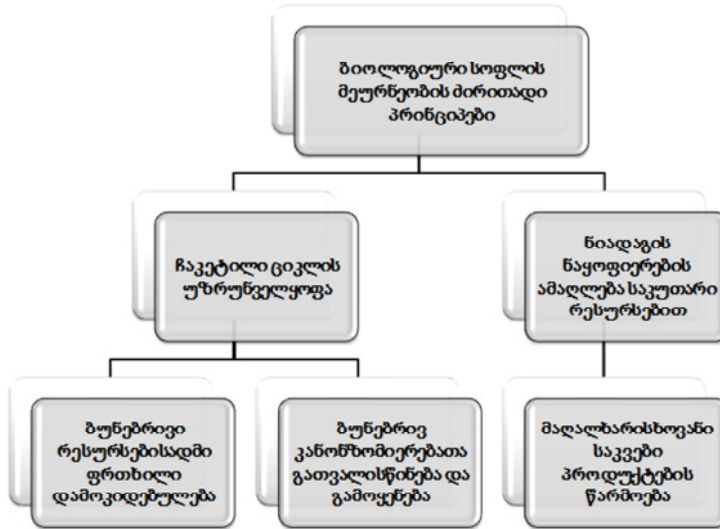 ბიოლოგიური სოფლის
მეურნეობის ძირითადი
პრინციპები
ჩაკეტილი ციკლის
უზრუნველყოფა
ნიადაგის
ნაყოფიერების
ამაღლება საკუთარი
რესურსებით
ბუნებრივი
რესურსებისადმი
ფრთხილი
დამოკიდებულება
ბუნებრივ
კანონზომიერებათა
გათვალისწინება და
გამოყენება
მაღალხარისხოვანი
საკვები
პროდუქტების
წარმოება